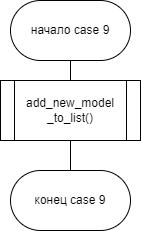 начало case 9
add_new_model
_to_list()
конец case 9